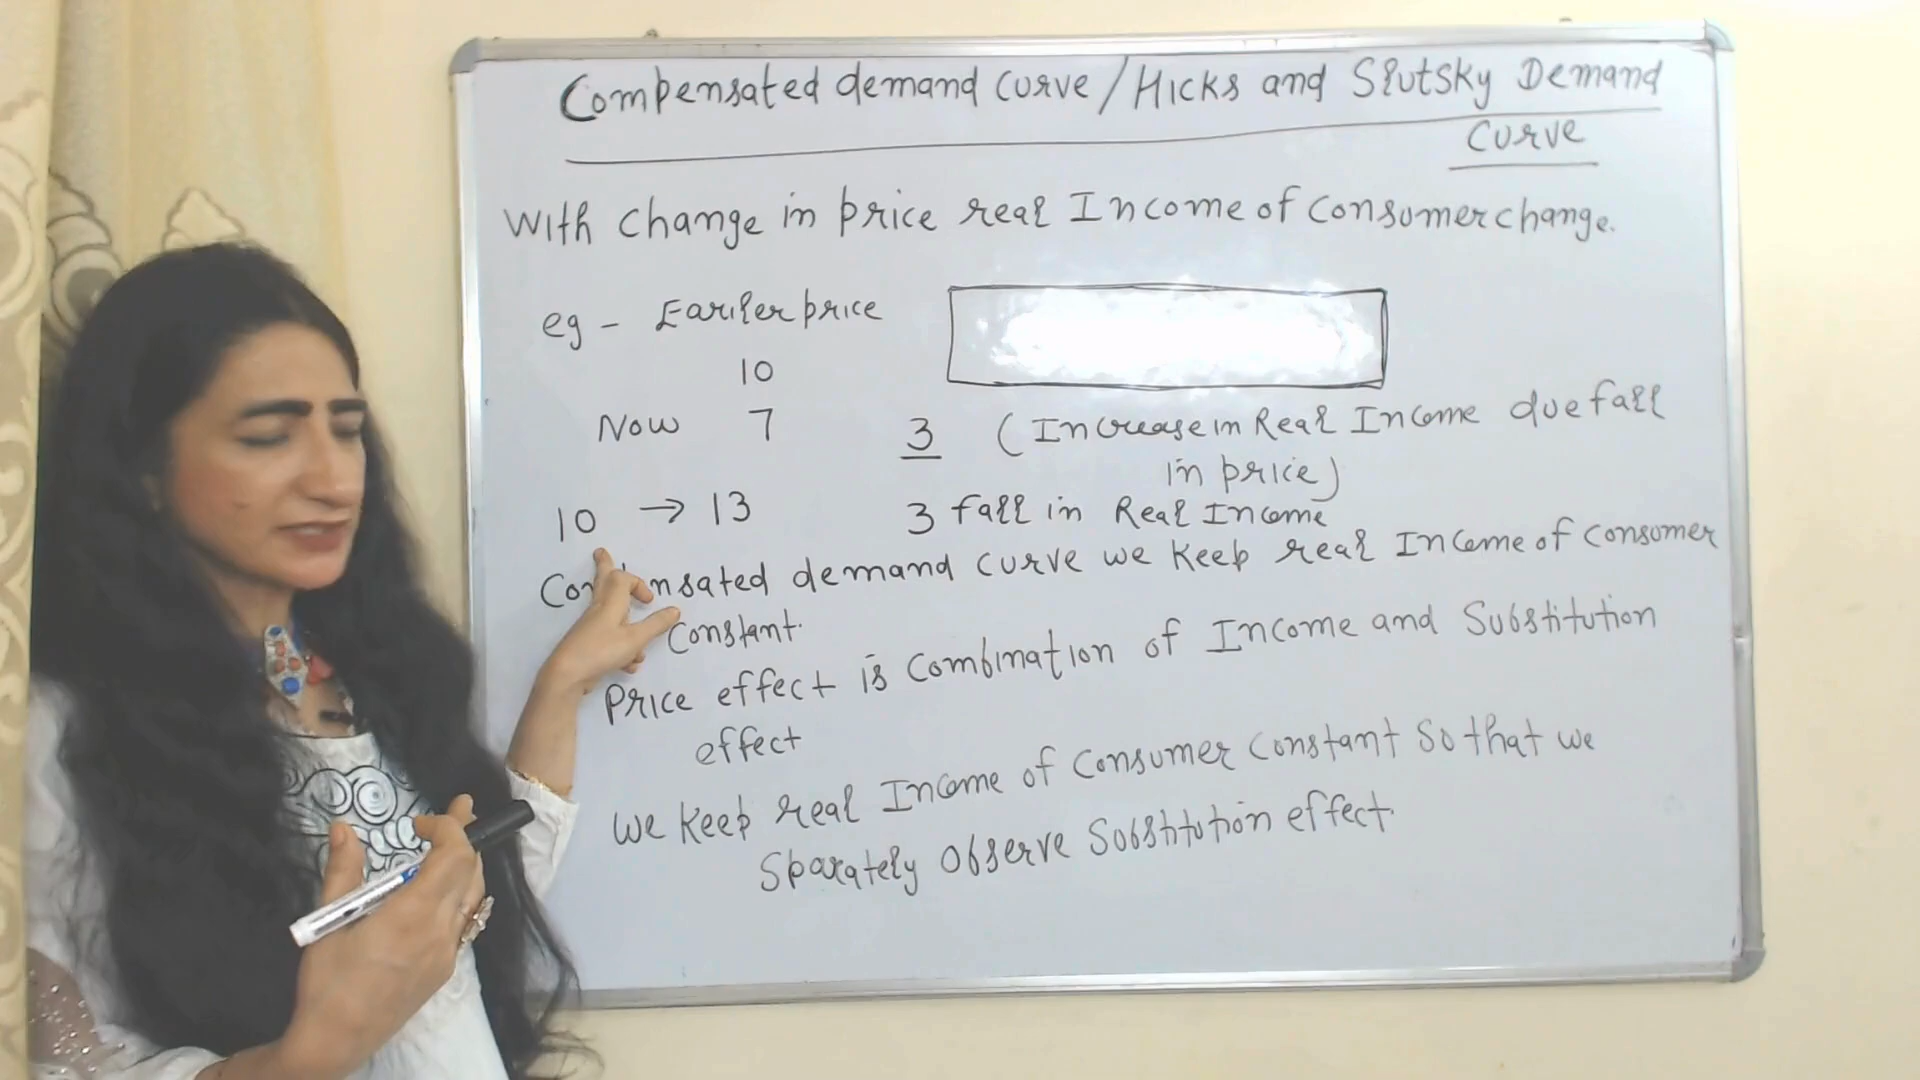 Compensated demand curve/Hicks and Slutsky Demand
Curve
With change in price real Income of Consumer change.
eg - Earlier price
10
Now 7 3 (Increase in Real Income due fall
in price)
10 → 13 3 fall in Real Income
Compensated demand curve we keep real Income of Consumer
Constant.
Price effect is Combination of Income and Substitution
effect
We keep real Income of Consumer Constant so that we
Sparately observe Substitution effect.